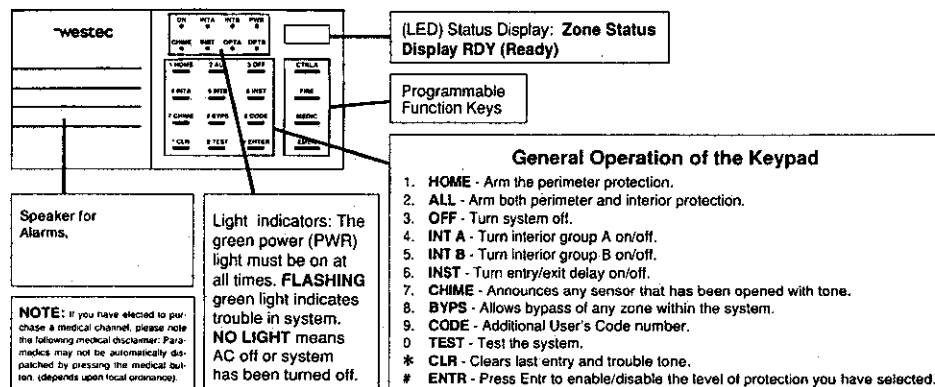 westec
ON INTA INTB PWR
CHIME INST OPTA OPTB
1 HOME 2 ALL 3 OFF
4 INTA 5 INTB 6 INST FIRE
7 CHIME 8 BYPS 9 CODE MEDIC
* CLR 0 TEST # ENTER
(LED) Status Display: Zone Status
Display RDY (Ready)
Programmable
Function Keys
General Operation of the Keypad
1. HOME - Arm the perimeter protection.
2. ALL - Arm both perimeter and interior protection.
3. OFF - Turn system off.
4. INT A - Turn interior group A on/off.
5. INT B - Turn interior group B on/off.
6. INST - Turn entry/exit delay on/off.
7. CHIME - Announces any sensor that has been opened with tone.
8. BYPS - Allows bypass of any zone within the system.
9. CODE - Additional User's Code number.
0 TEST - Test the system.
* CLR - Clears last entry and trouble tone.
# ENTR - Press Entr to enable/disable the level of protection you have selected.
Speaker for
Alarms,
NOTE: If you have elected to pur-
chase a medical channel, please note
the following medical disclaimer: Para-
medics may not be automatically dis-
patched by pressing the medical but-
ton. (depends upon local ordinance).
Light indicators: The
green power (PWR)
light must be on at
all times. FLASHING
green light indicates
trouble in system.
NO LIGHT means
AC off or system
has been turned off.